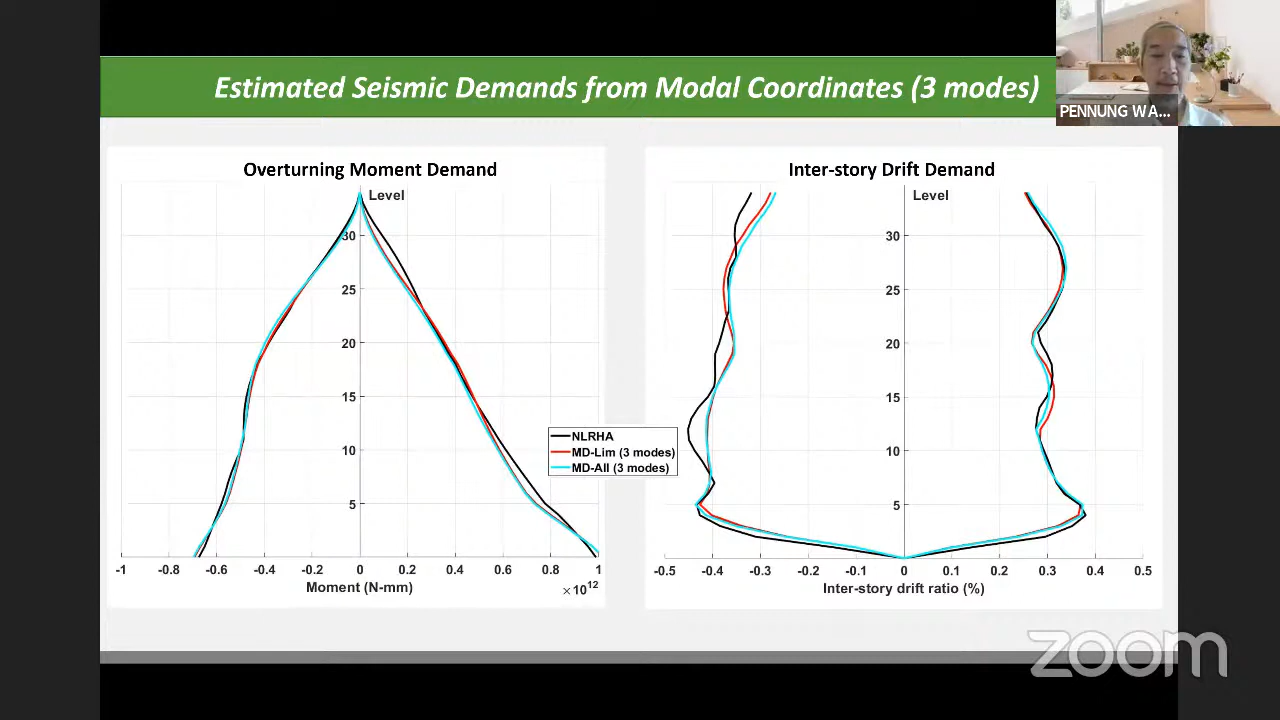 Estimated Seismic Demands from Modal Coordinates (3 modes)
PENNUNG WA...
Overturning Moment Demand
Level
30
25
20
15
10
5
-1 -0.8 -0.6 -0.4 -0.2 0 0.2 0.4 0.6 0.8 1
Moment (N-mm)
×10^12
NLRHA
MD-Lim (3 modes)
MD-All (3 modes)
Inter-story Drift Demand
Level
30
25
20
15
10
5
-0.5 -0.4 -0.3 -0.2 -0.1 0 0.1 0.2 0.3 0.4 0.5
Inter-story drift ratio (%)
zoom